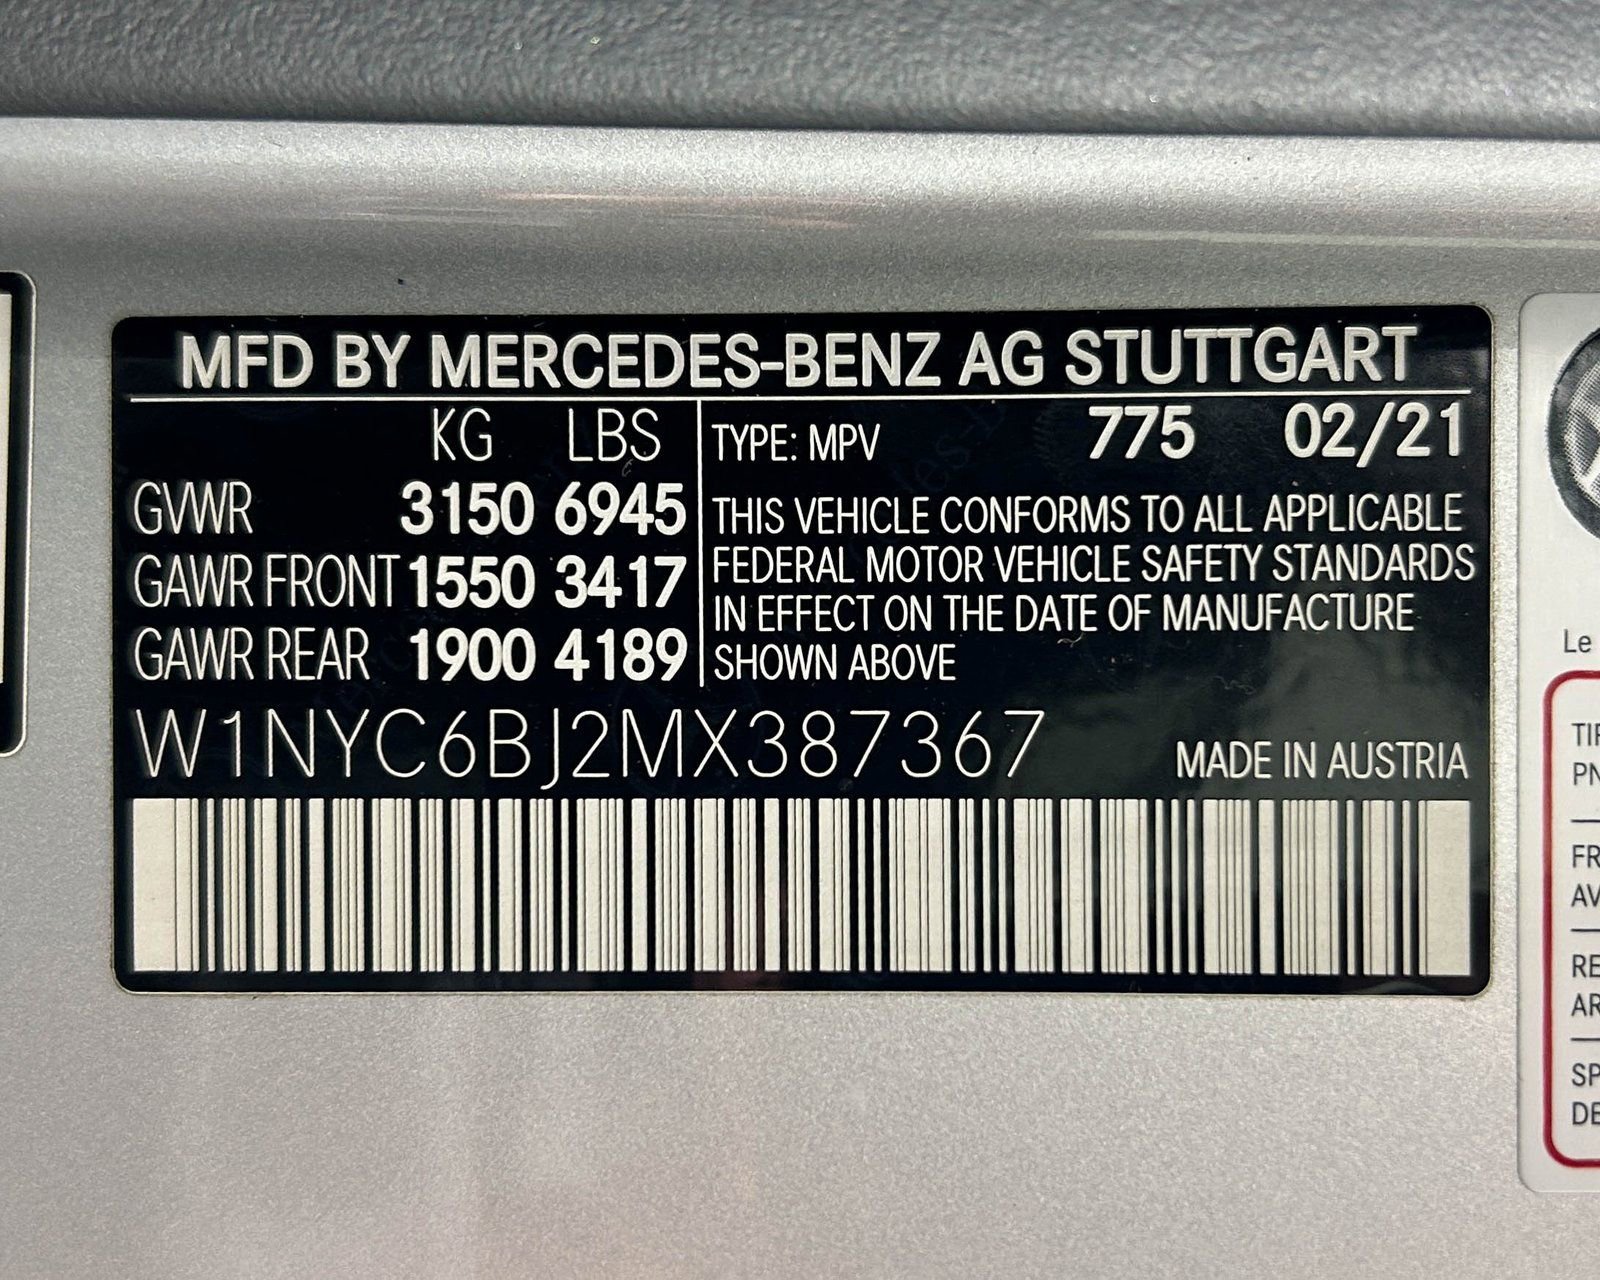 MFD BY MERCEDES-BENZ AG STUTTGART
KG LBS
GVWR 3150 6945
GAWR FRONT 1550 3417
GAWR REAR 1900 4189
TYPE: MPV 775 02/21
THIS VEHICLE CONFORMS TO ALL APPLICABLE
FEDERAL MOTOR VEHICLE SAFETY STANDARDS
IN EFFECT ON THE DATE OF MANUFACTURE
SHOWN ABOVE
W1NYC6BJ2MX387367
MADE IN AUSTRIA
Le